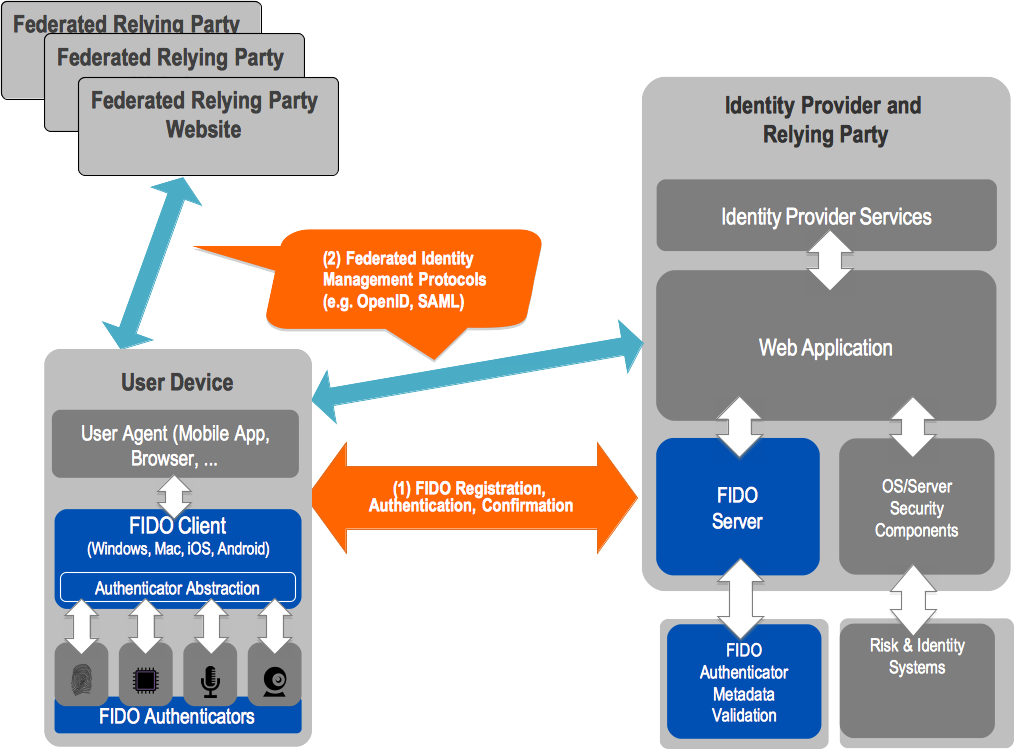 Federated Relying Party
Federated Relying Party
Federated Relying Party
Website
Identity Provider and
Relying Party
Identity Provider Services
(2) Federated Identity
Management Protocols
(e.g. OpenID, SAML)
Web Application
User Device
User Agent (Mobile App,
Browser, ...
(1) FIDO Registration,
Authentication, Confirmation
FIDO
Server
OS/Server
Security
Components
FIDO Client
(Windows, Mac, iOS, Android)
Authenticator Abstraction
FIDO Authenticators
FIDO
Authenticator
Metadata
Validation
Risk & Identity
Systems